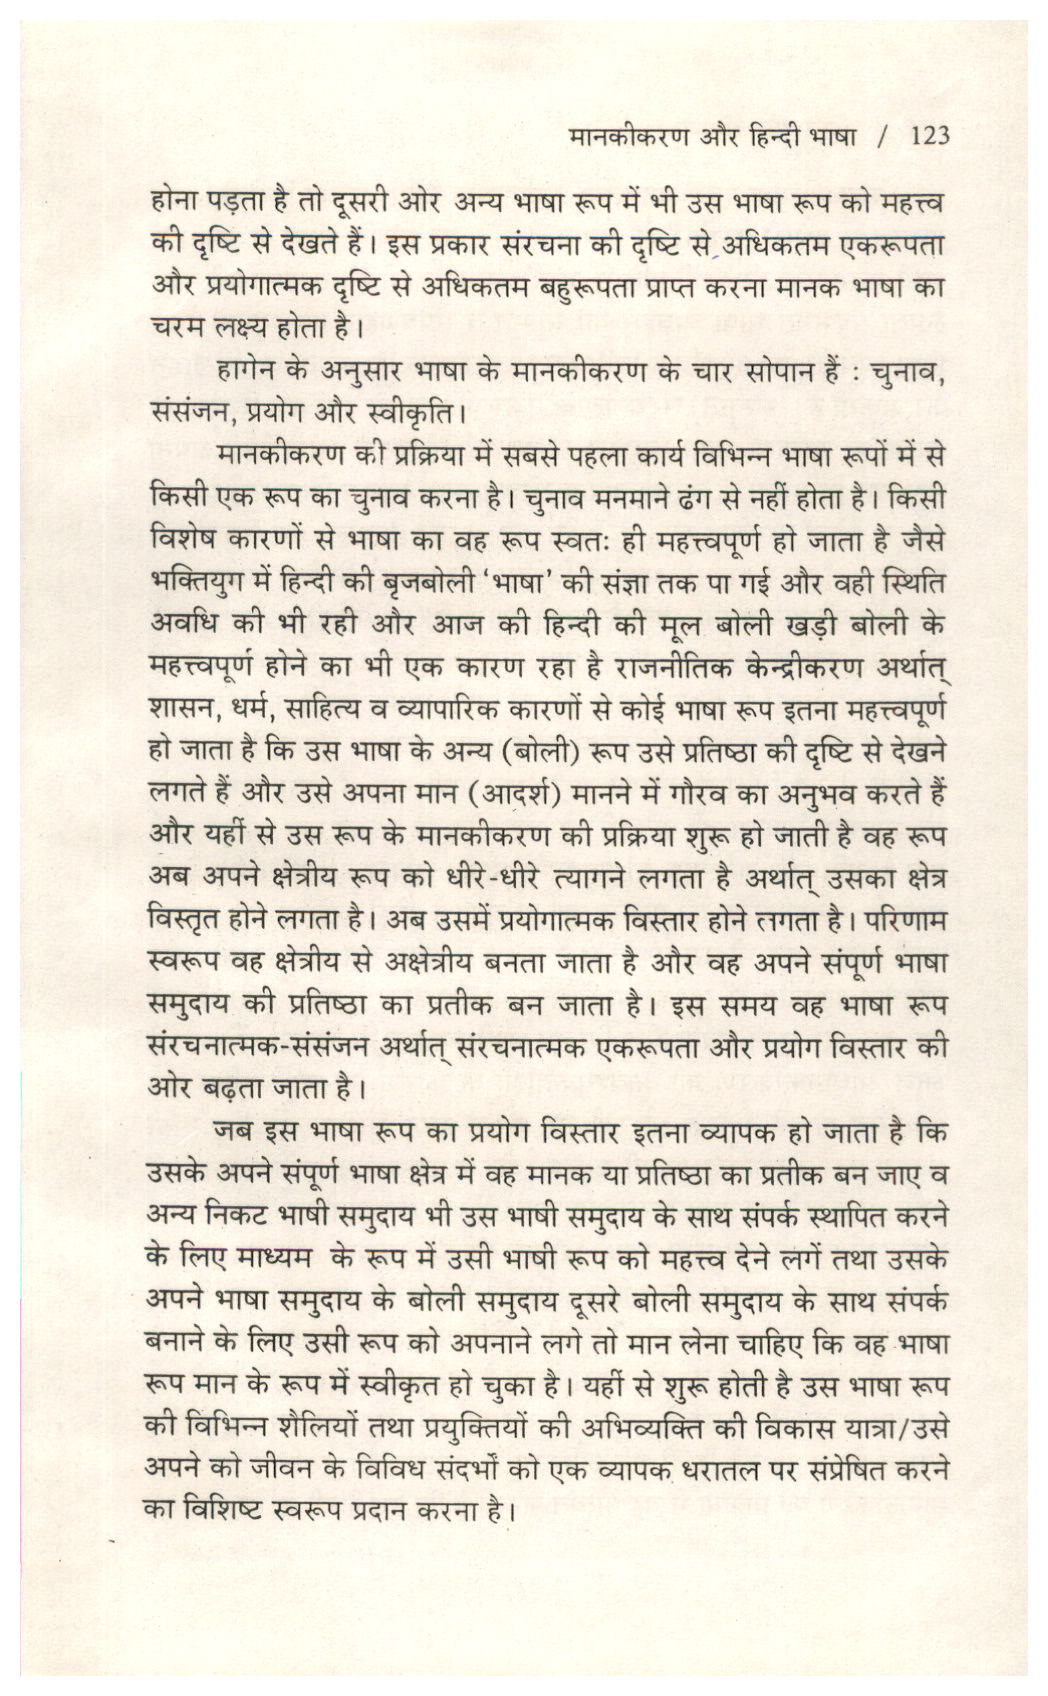 मानकीकरण और हिन्दी भाषा / 123
होना पड़ता है तो दूसरी ओर अन्य भाषा रूप में भी उस भाषा रूप को महत्त्व
की दृष्टि से देखते हैं। इस प्रकार संरचना की दृष्टि से अधिकतम एकरूपता
और प्रयोगात्मक दृष्टि से अधिकतम बहुरूपता प्राप्त करना मानक भाषा का
चरम लक्ष्य होता है।
हागेन के अनुसार भाषा के मानकीकरण के चार सोपान हैं : चुनाव,
संसंजन, प्रयोग और स्वीकृति।
मानकीकरण की प्रक्रिया में सबसे पहला कार्य विभिन्न भाषा रूपों में से
किसी एक रूप का चुनाव करना है। चुनाव मनमाने ढंग से नहीं होता है। किसी
विशेष कारणों से भाषा का वह रूप स्वतः ही महत्त्वपूर्ण हो जाता है जैसे
भक्तियुग में हिन्दी की बृजबोली ‘भाषा’ की संज्ञा तक पा गई और वही स्थिति
अवधि की भी रही और आज की हिन्दी की मूल बोली खड़ी बोली के
महत्त्वपूर्ण होने का भी एक कारण रहा है राजनीतिक केन्द्रीकरण अर्थात्
शासन, धर्म, साहित्य व व्यापारिक कारणों से कोई भाषा रूप इतना महत्त्वपूर्ण
हो जाता है कि उस भाषा के अन्य (बोली) रूप उसे प्रतिष्ठा की दृष्टि से देखने
लगते हैं और उसे अपना मान (आदर्श) मानने में गौरव का अनुभव करते हैं
और यहीं से उस रूप के मानकीकरण की प्रक्रिया शुरू हो जाती है वह रूप
अब अपने क्षेत्रीय रूप को धीरे-धीरे त्यागने लगता है अर्थात् उसका क्षेत्र
विस्तृत होने लगता है। अब उसमें प्रयोगात्मक विस्तार होने लगता है। परिणाम
स्वरूप वह क्षेत्रीय से अक्षेत्रीय बनता जाता है और वह अपने संपूर्ण भाषा
समुदाय की प्रतिष्ठा का प्रतीक बन जाता है। इस समय वह भाषा रूप
संरचनात्मक-संसंजन अर्थात् संरचनात्मक एकरूपता और प्रयोग विस्तार की
ओर बढ़ता जाता है।
जब इस भाषा रूप का प्रयोग विस्तार इतना व्यापक हो जाता है कि
उसके अपने संपूर्ण भाषा क्षेत्र में वह मानक या प्रतिष्ठा का प्रतीक बन जाए व
अन्य निकट भाषी समुदाय भी उस भाषी समुदाय के साथ संपर्क स्थापित करने
के लिए माध्यम के रूप में उसी भाषी रूप को महत्त्व देने लगें तथा उसके
अपने भाषा समुदाय के बोली समुदाय दूसरे बोली समुदाय के साथ संपर्क
बनाने के लिए उसी रूप को अपनाने लगे तो मान लेना चाहिए कि वह भाषा
रूप मान के रूप में स्वीकृत हो चुका है। यहीं से शुरू होती है उस भाषा रूप
की विभिन्न शैलियों तथा प्रयुक्तियों की अभिव्यक्ति की विकास यात्रा/उसे
अपने को जीवन के विविध संदर्भों को एक व्यापक धरातल पर संप्रेषित करने
का विशिष्ट स्वरूप प्रदान करना है।